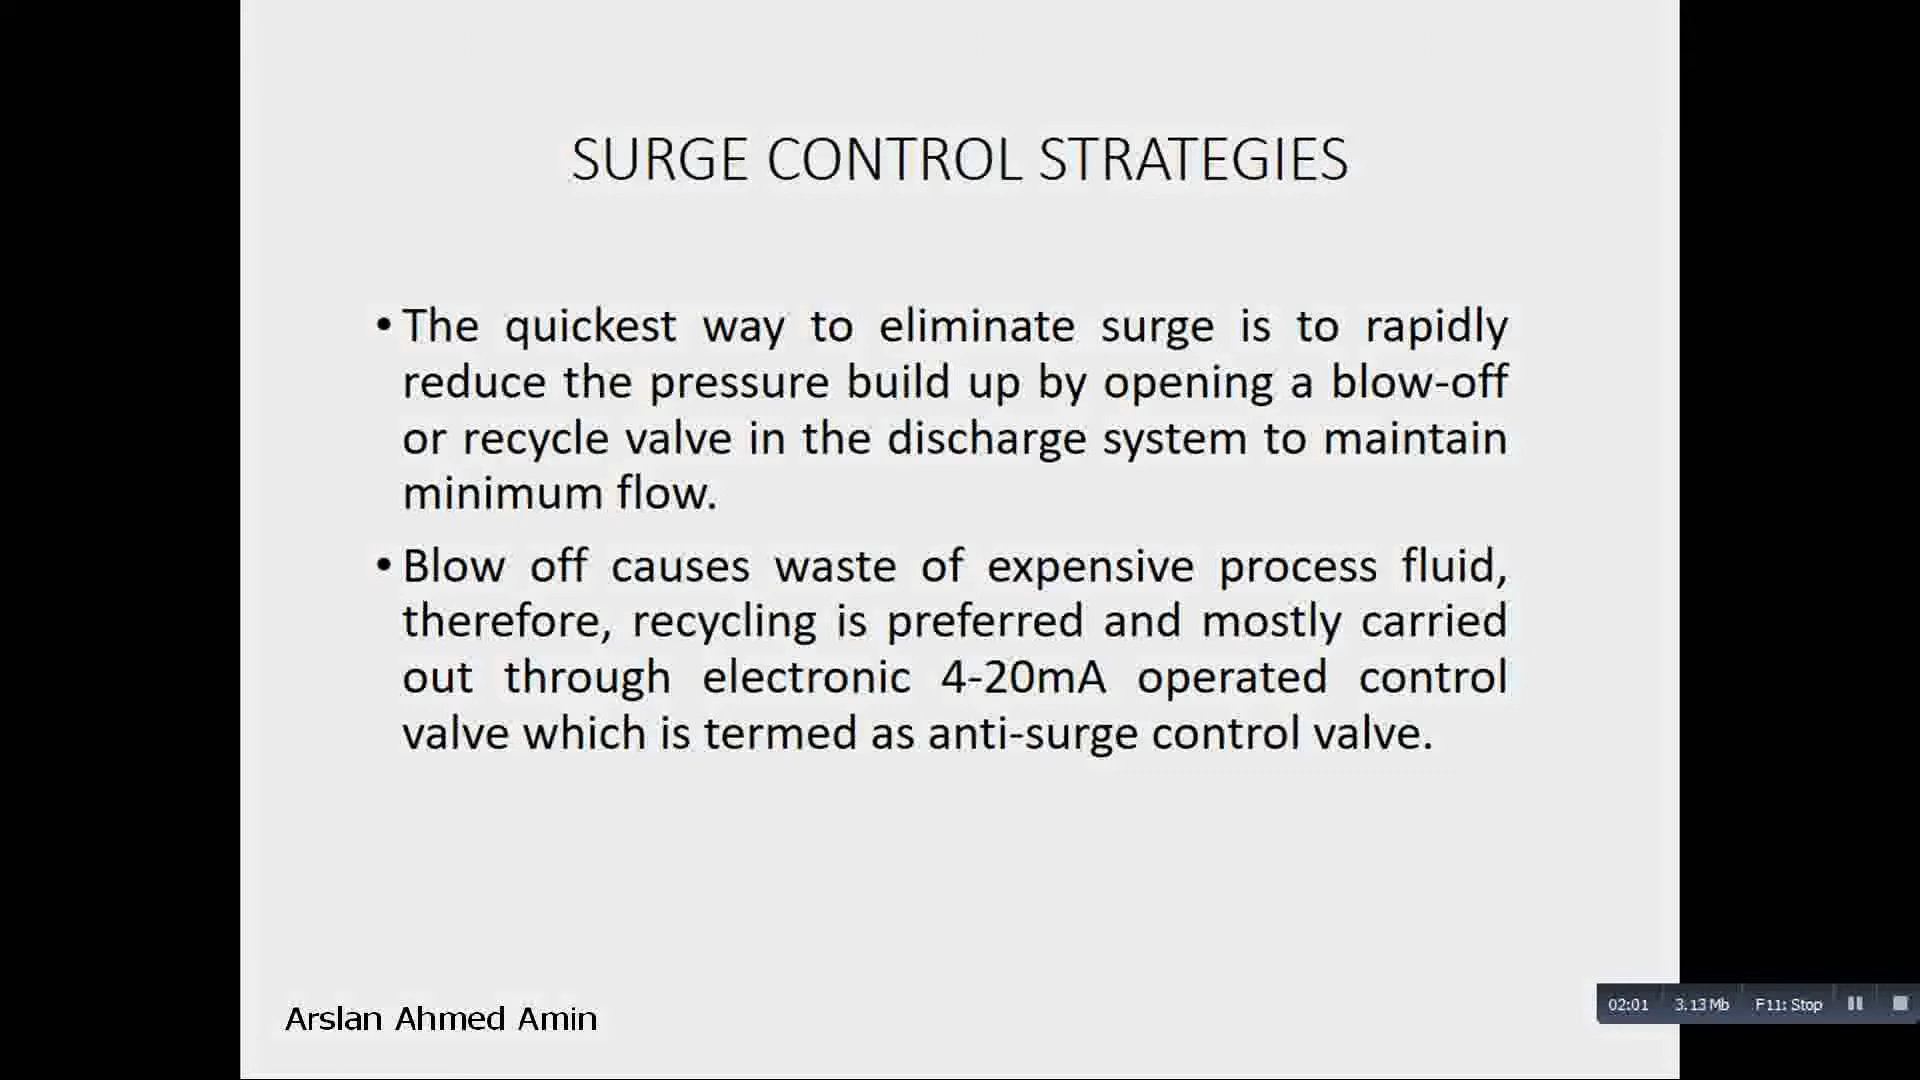 SURGE CONTROL STRATEGIES
• The quickest way to eliminate surge is to rapidly
reduce the pressure build up by opening a blow-off
or recycle valve in the discharge system to maintain
minimum flow.
• Blow off causes waste of expensive process fluid,
therefore, recycling is preferred and mostly carried
out through electronic 4-20mA operated control
valve which is termed as anti-surge control valve.
Arslan Ahmed Amin
02:01 3.13 Mb F11: Stop